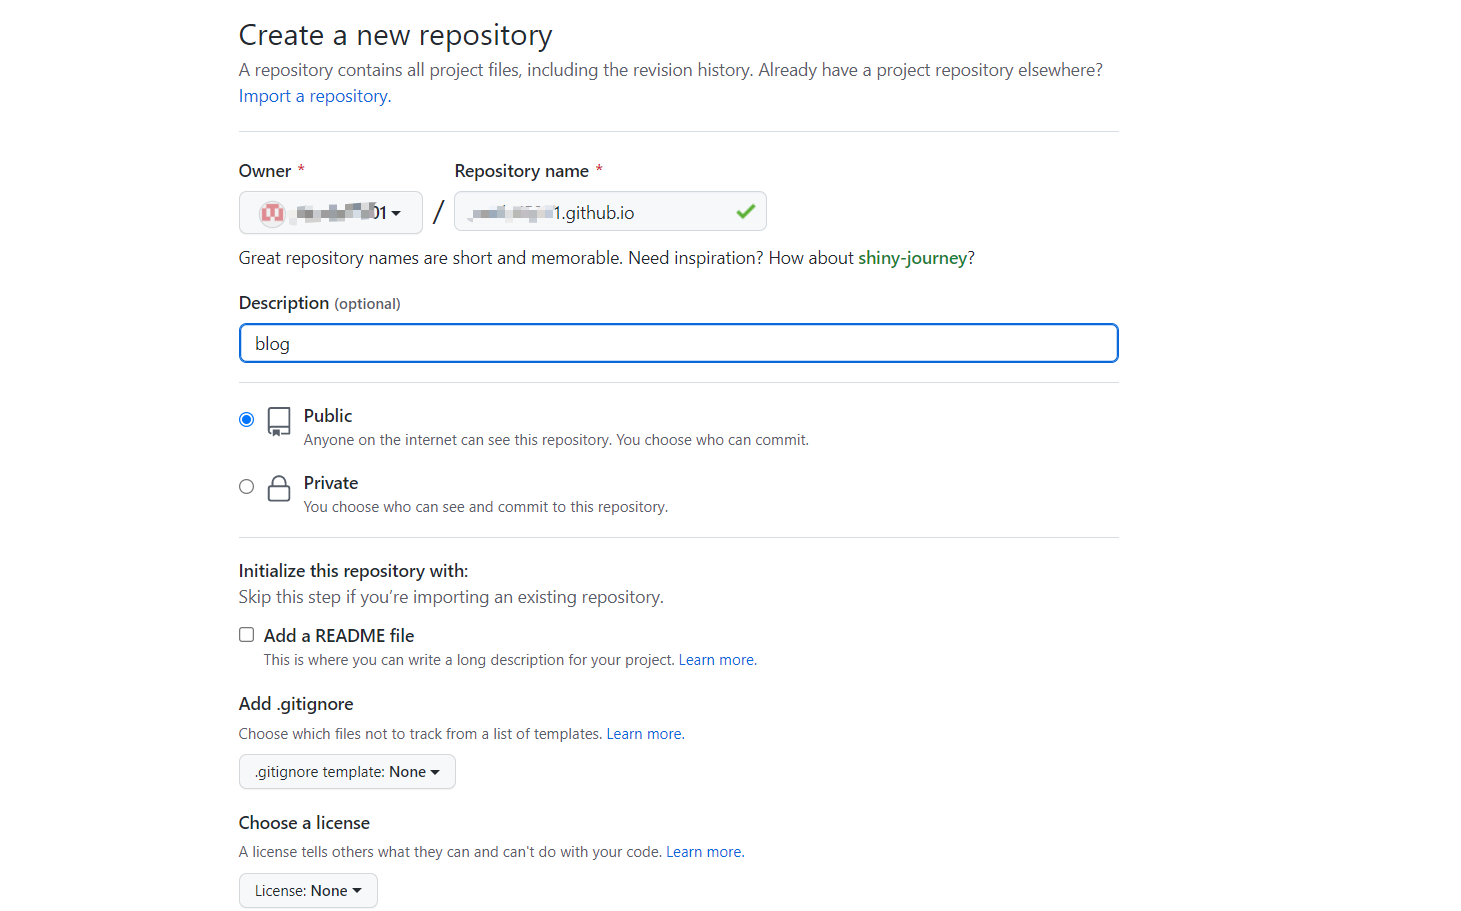 Create a new repository
A repository contains all project files, including the revision history. Already have a project repository elsewhere?
Import a repository.
Owner * Repository name *
01 / 1.github.io
Great repository names are short and memorable. Need inspiration? How about shiny-journey?
Description (optional)
blog
Public
Anyone on the internet can see this repository. You choose who can commit.
Private
You choose who can see and commit to this repository.
Initialize this repository with:
Skip this step if you’re importing an existing repository.
Add a README file
This is where you can write a long description for your project. Learn more.
Add .gitignore
Choose which files not to track from a list of templates. Learn more.
.gitignore template: None
Choose a license
A license tells others what they can and can't do with your code. Learn more.
License: None